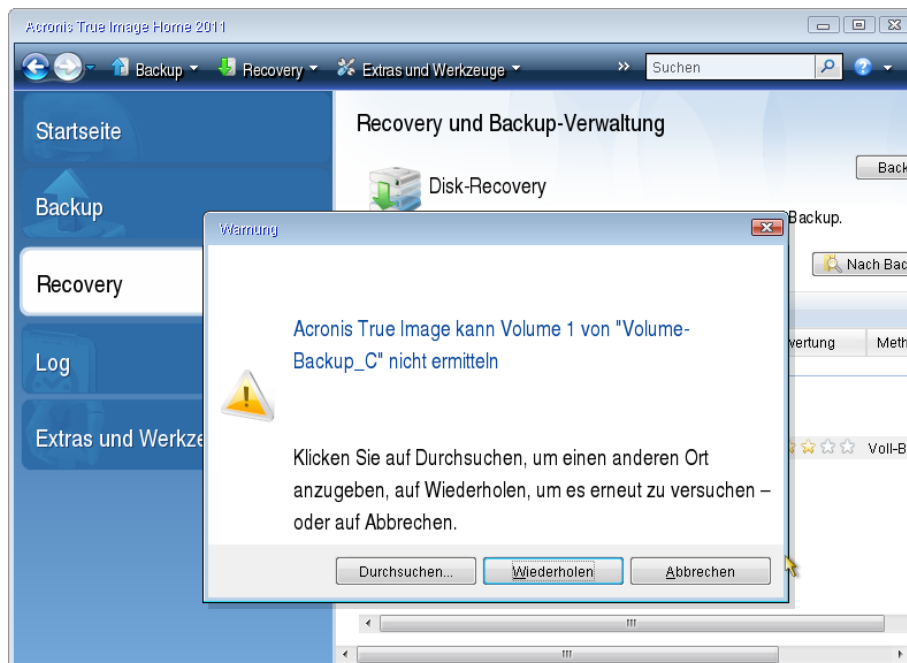 Acronis True Image Home 2011
Backup Recovery Extras und Werkzeuge » Suchen
Startseite
Backup
Recovery
Log
Extras und Werkze
Recovery und Backup-Verwaltung
Disk-Recovery
Back
Backup.
Nach Bac
wertung Meth
Voll-B
Warnung
Acronis True Image kann Volume 1 von "Volume-
Backup_C" nicht ermitteln
Klicken Sie auf Durchsuchen, um einen anderen Ort
anzugeben, auf Wiederholen, um es erneut zu versuchen –
oder auf Abbrechen.
Durchsuchen... Wiederholen Abbrechen